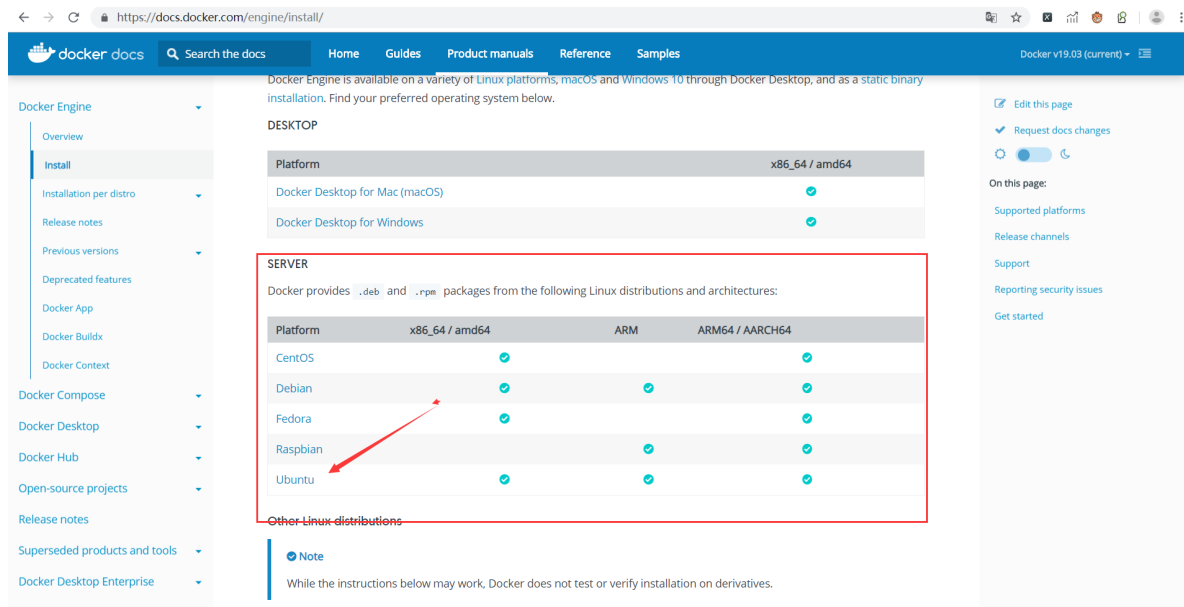 https://docs.docker.com/engine/install/
docker docs
Search the docs
Home
Guides
Product manuals
Reference
Samples
Docker v19.03 (current)
Docker Engine
Overview
Install
Installation per distro
Release notes
Previous versions
Deprecated features
Docker App
Docker Buildx
Docker Context
Docker Compose
Docker Desktop
Docker Hub
Open-source projects
Release notes
Superseded products and tools
Docker Desktop Enterprise
Docker Engine is available on a variety of Linux platforms, macOS and Windows 10 through Docker Desktop, and as a static binary
installation. Find your preferred operating system below.
DESKTOP
Platform x86_64 / amd64
Docker Desktop for Mac (macOS)
Docker Desktop for Windows
SERVER
Docker provides .deb and .rpm packages from the following Linux distributions and architectures:
Platform x86_64 / amd64 ARM ARM64 / AARCH64
CentOS
Debian
Fedora
Raspbian
Ubuntu
Other Linux distributions
Note
While the instructions below may work, Docker does not test or verify installation on derivatives.
Edit this page
Request docs changes
On this page:
Supported platforms
Release channels
Support
Reporting security issues
Get started